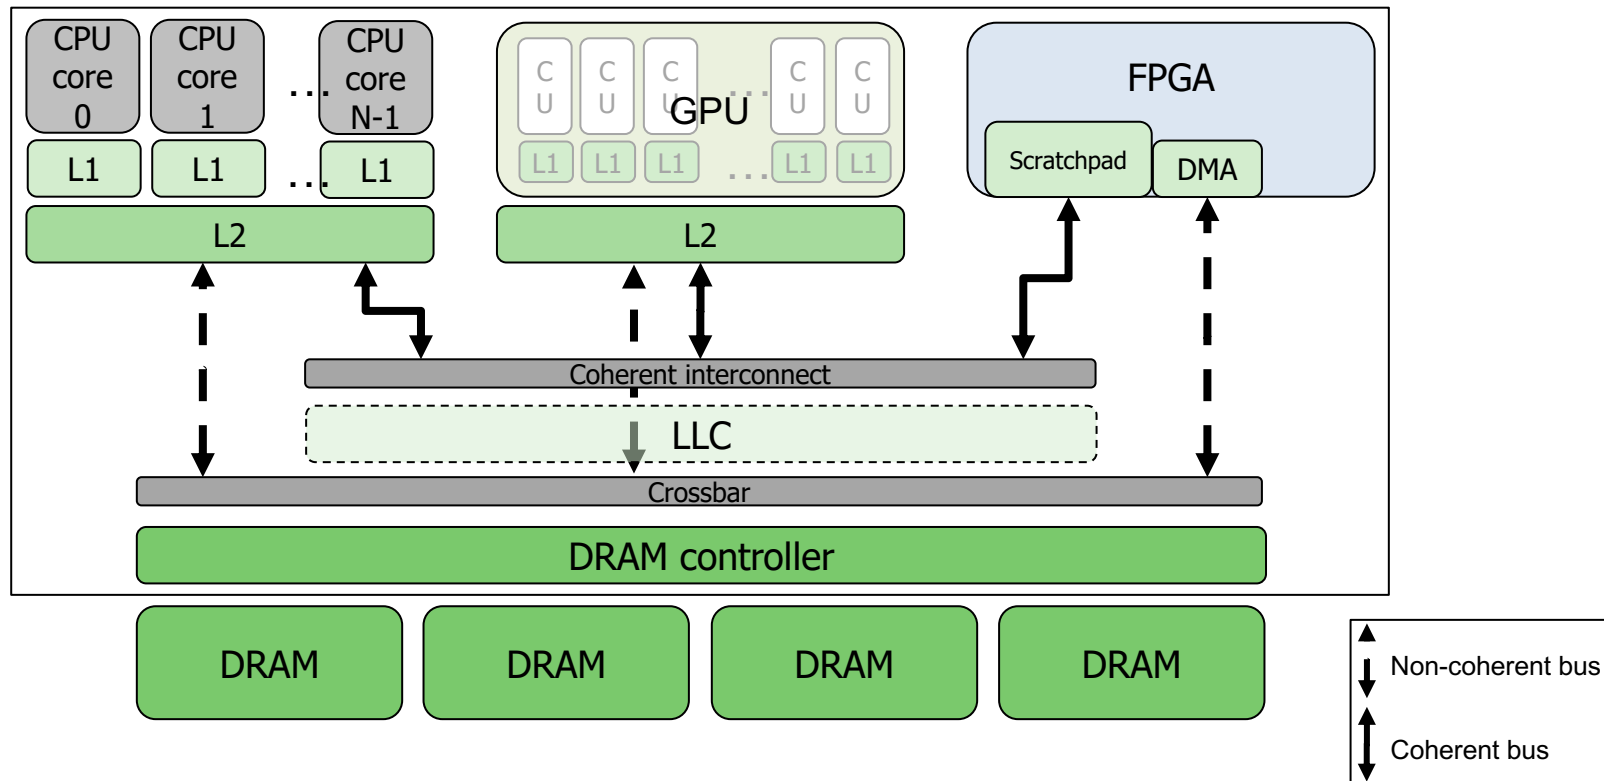 CPU
core
0
CPU
core
1
...
CPU
core
N-1
L1
L1
...
L1
L2
C
U
C
U
C
U
...
C
U
C
U
GPU
L1
L1
L1
...
L1
L1
L2
FPGA
Scratchpad
DMA
Coherent interconnect
LLC
Crossbar
DRAM controller
DRAM
DRAM
DRAM
DRAM
Non-coherent bus
Coherent bus